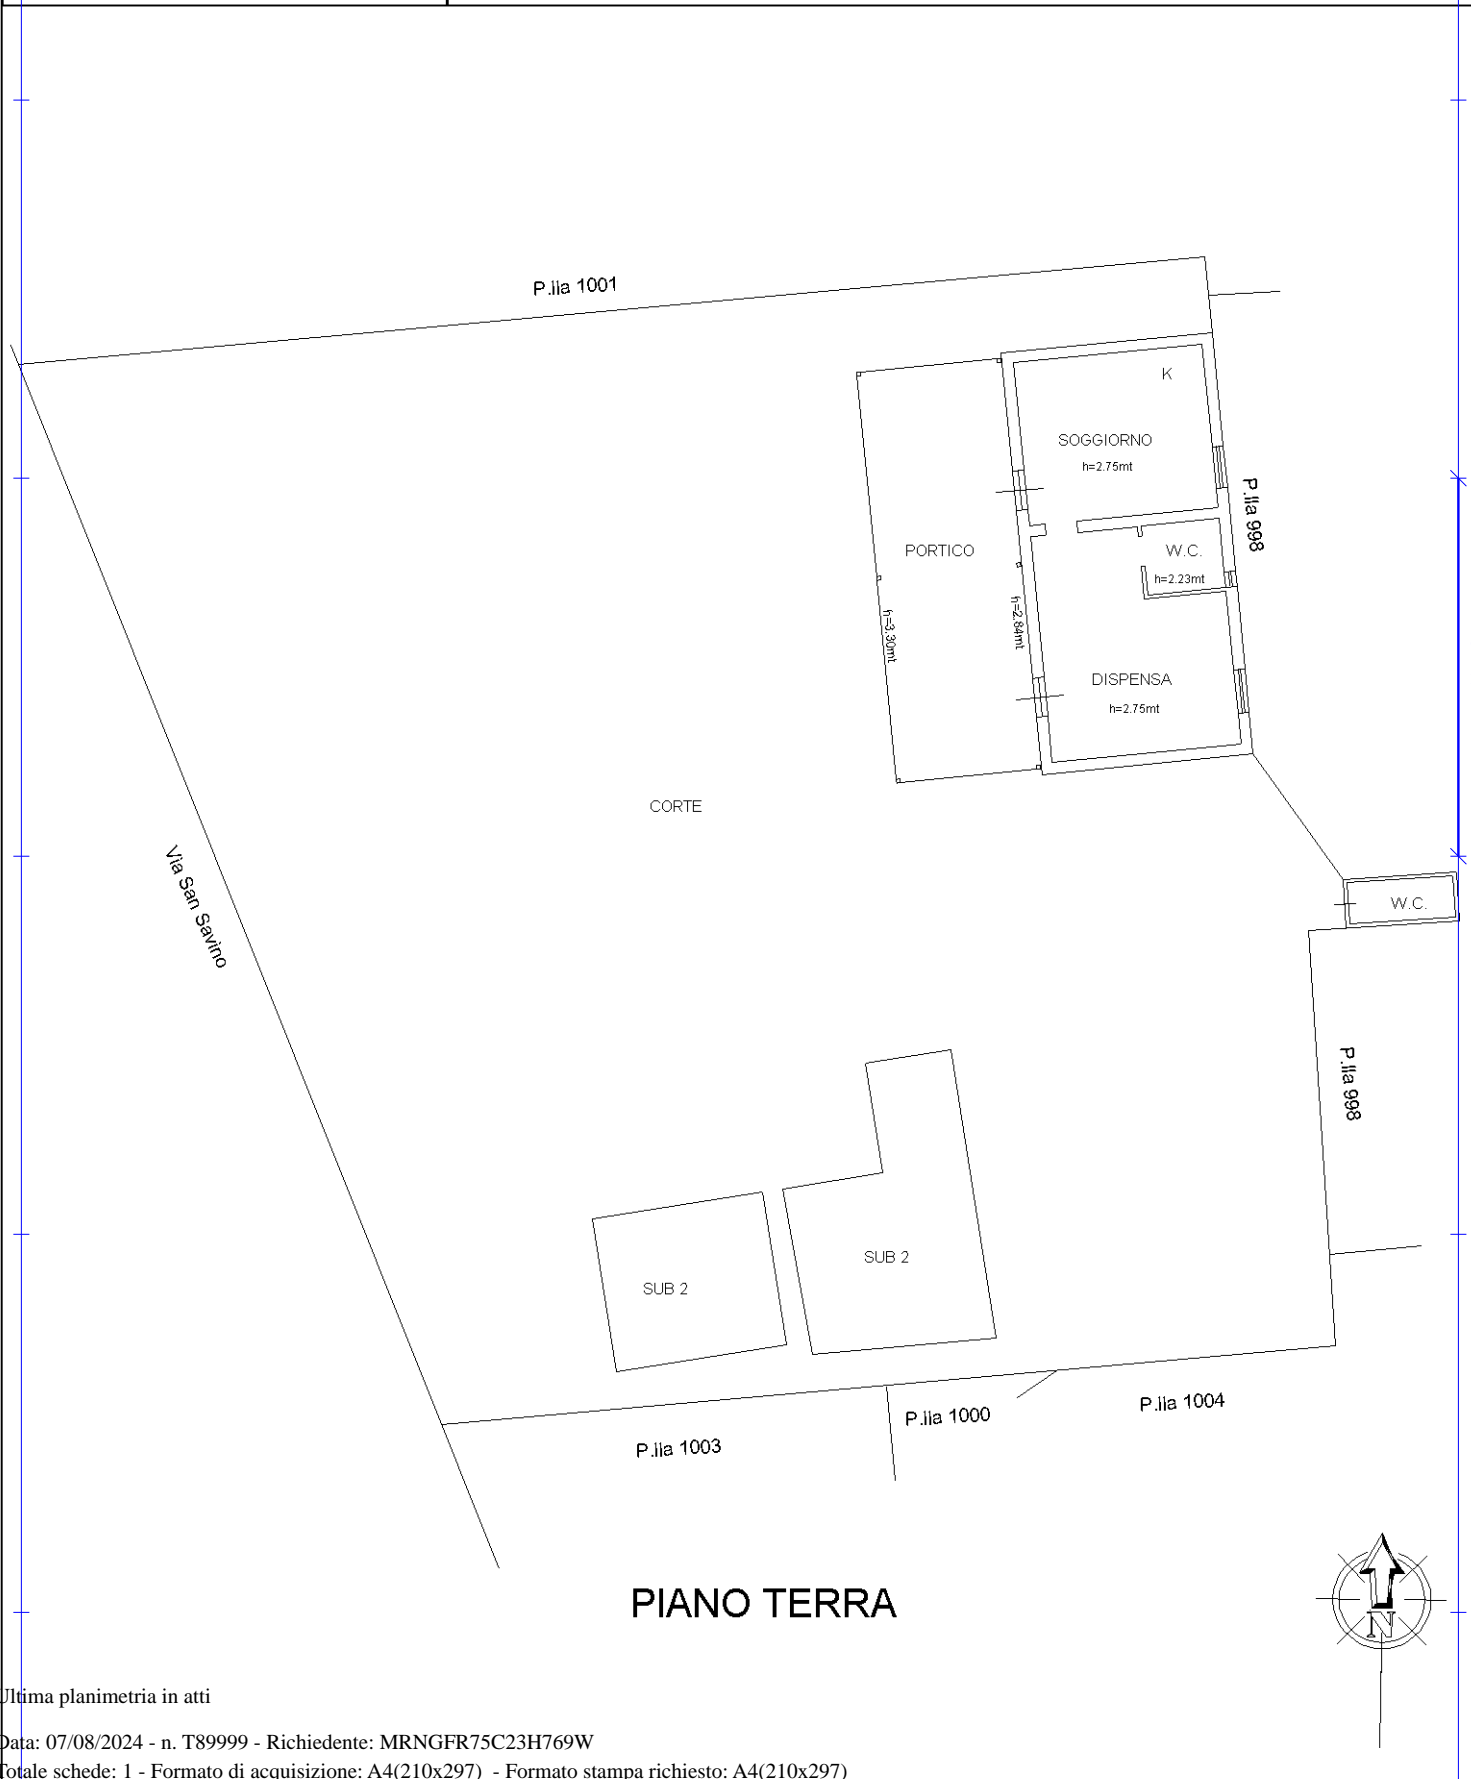 P.lla 1001
K
SOGGIORNO
h=2.75mt
P.lla 998
PORTICO
W.C.
h=2.23mt
h=3.30mt
h=2.84mt
DISPENSA
h=2.75mt
CORTE
Via San Savino
W.C.
P.lla 998
SUB 2
SUB 2
P.lla 1004
P.lla 1000
P.lla 1003
PIANO TERRA
N
Ultima planimetria in atti
Data: 07/08/2024 - n. T89999 - Richiedente: MRNGFR75C23H769W
Totale schede: 1 - Formato di acquisizione: A4(210x297) - Formato stampa richiesto: A4(210x297)